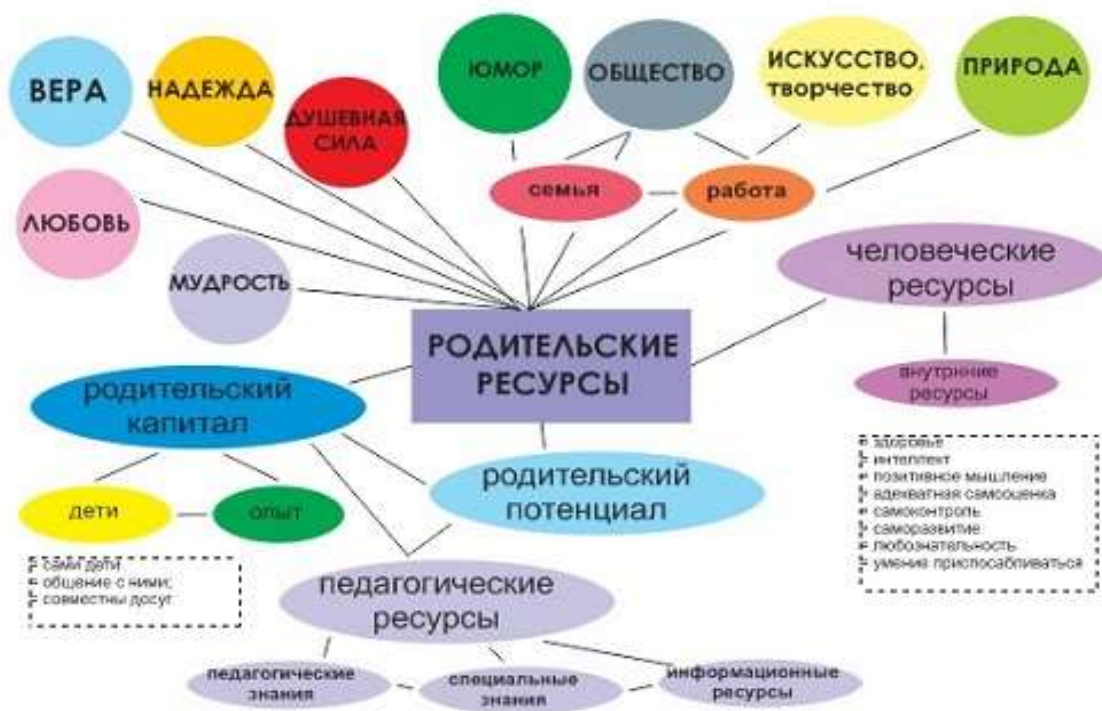 ВЕРА
НАДЕЖДА
ДУШЕВНАЯ
СИЛА
ЮМОР
ОБЩЕСТВО
ИСКУССТВО,
творчество
ПРИРОДА
ЛЮБОВЬ
МУДРОСТЬ
семья
работа
человеческие
ресурсы
РОДИТЕЛЬСКИЕ
РЕСУРСЫ
внутрние
ресурсы
родительский
капитал
здоровье
интеллект
позитивное мышление
адекватная самооценка
самоконтроль
саморазвитие
любознательность
умение приспосабливаться
родительский
потенциал
дети
опыт
сами дети
общение с ними;
совместны досуг
педагогические
ресурсы
педагогические
знания
специальные
знания
информационные
ресурсы